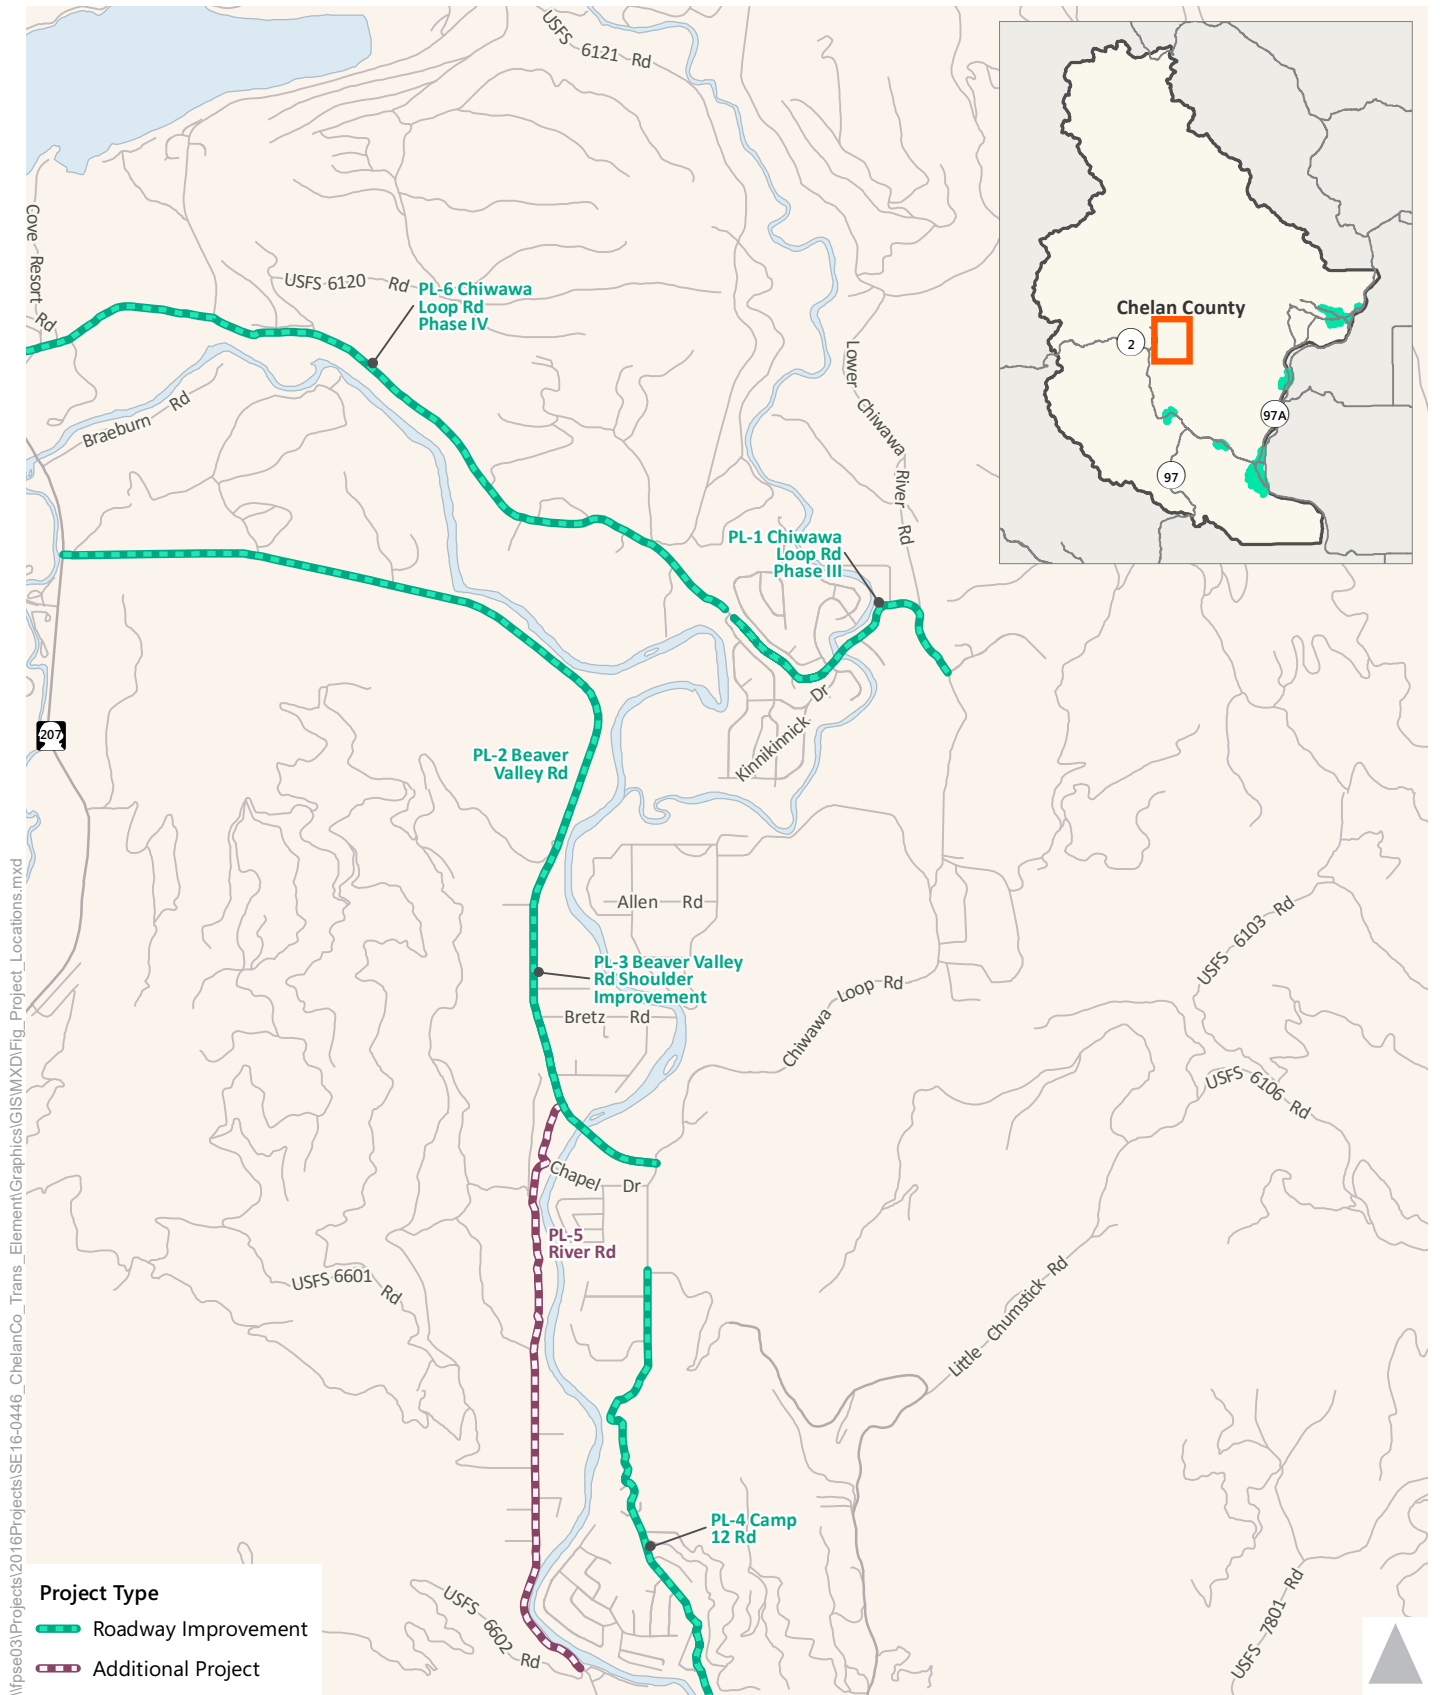 USFS 6121 Rd
Cove Resort Rd
USFS 6120 Rd
PL-6 Chiwawa
Loop Rd
Phase IV
Chelan County
2
97A
97
Braeburn Rd
Lower Chiwawa River Rd
PL-1 Chiwawa
Loop Rd
Phase III
207
Kinnikinnick Dr
PL-2 Beaver
Valley Rd
Allen Rd
USFS 6103 Rd
PL-3 Beaver Valley
Rd Shoulder
Improvement
Bretz Rd
Chiwawa Loop Rd
USFS 6106 Rd
Chapel Dr
PL-5
River Rd
USFS 6601 Rd
Little Chumstick Rd
PL-4 Camp
12 Rd
USFS 6602 Rd
USFS 7801 Rd
Project Type
Roadway Improvement
Additional Project
\\fpse03\Projects\2016Projects\SE16-0446_ChelanCo_Trans_Element\Graphics\GIS\MXD\Fig_Project_Locations.mxd